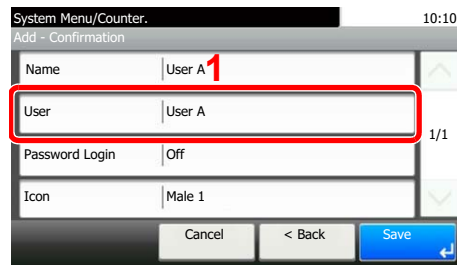 System Menu/Counter. 10:10
Add - Confirmation
Name User A 1
User User A
1/1
Password Login Off
Icon Male 1
Cancel < Back Save